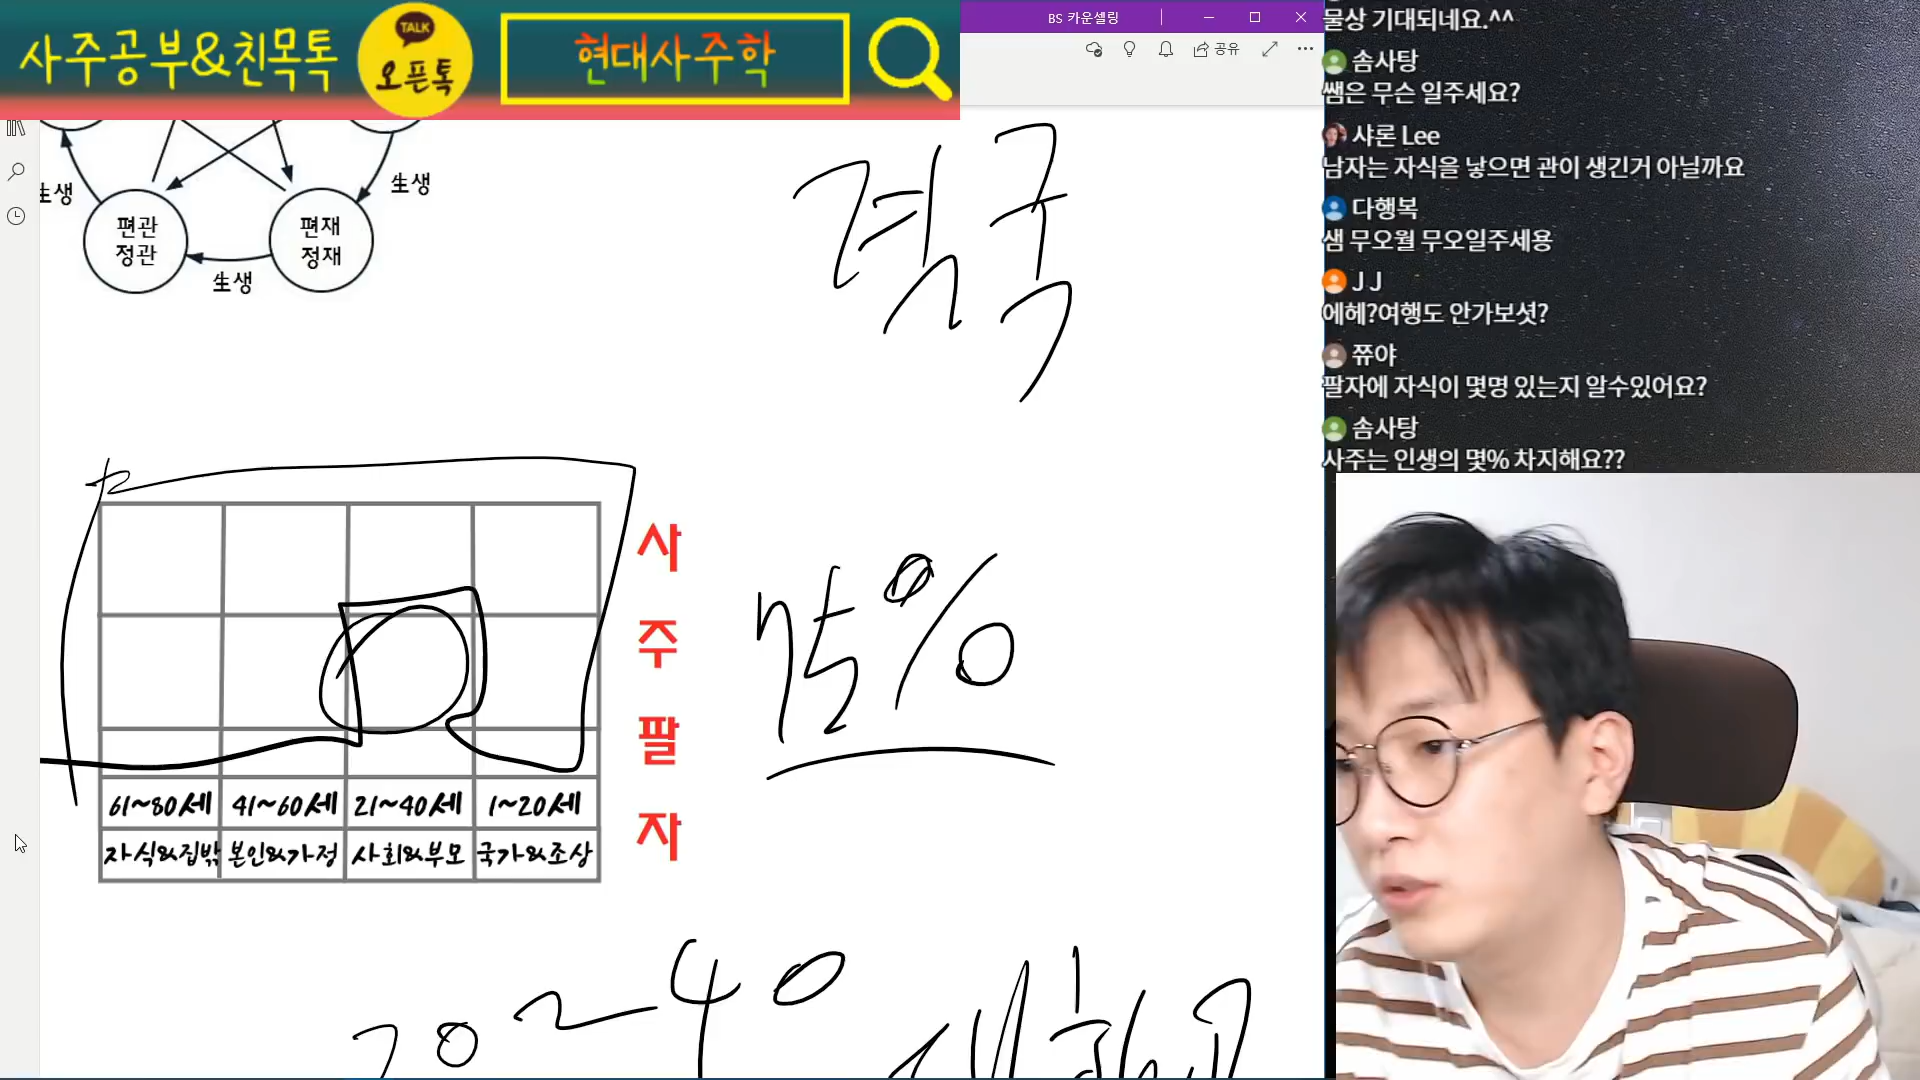 사주공부&친목톡
TALK
오픈톡
현대사주학
BS 카운셀링
공유
生생
生생
편관
정관
편재
정재
生생
격국
사
주
팔
자
75%
61~80세 41~60세 21~40세 1~20세
자식&집밖 본인&가정 사회&부모 국가&조상
20~40
물상 기대되네요.^^
솜사탕
쌤은 무슨 일주세요?
샤론 Lee
남자는 자식을 낳으면 관이 생긴거 아닐까요
다행복
샘 무오월 무오일주세용
J J
에헤?여행도 안가보셧?
쮸야
팔자에 자식이 몇명 있는지 알수있어요?
솜사탕
사주는 인생의 몇% 차지해요??